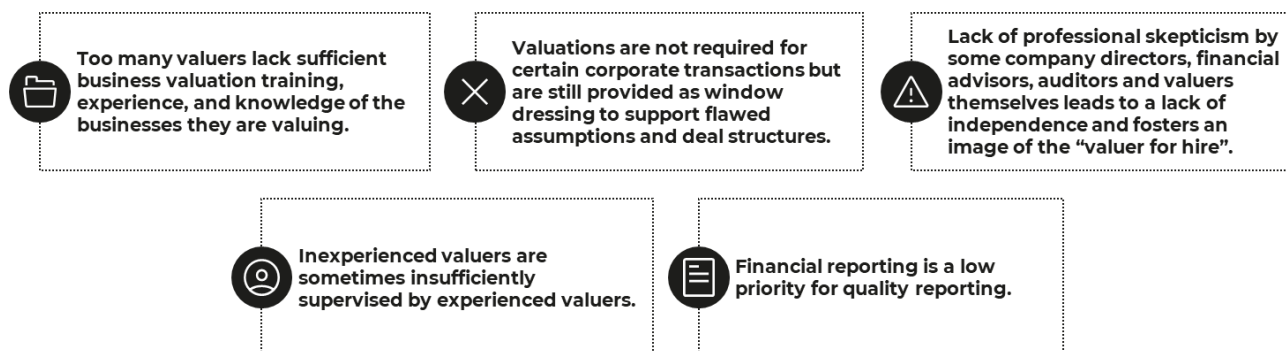 Too many valuers lack sufficient
business valuation training,
experience, and knowledge of the
businesses they are valuing.
Valuations are not required for
certain corporate transactions but
are still provided as window
dressing to support flawed
assumptions and deal structures.
Lack of professional skepticism by
some company directors, financial
advisors, auditors and valuers
themselves leads to a lack of
independence and fosters an
image of the “valuer for hire”.
Inexperienced valuers are
sometimes insufficiently
supervised by experienced valuers.
Financial reporting is a low
priority for quality reporting.